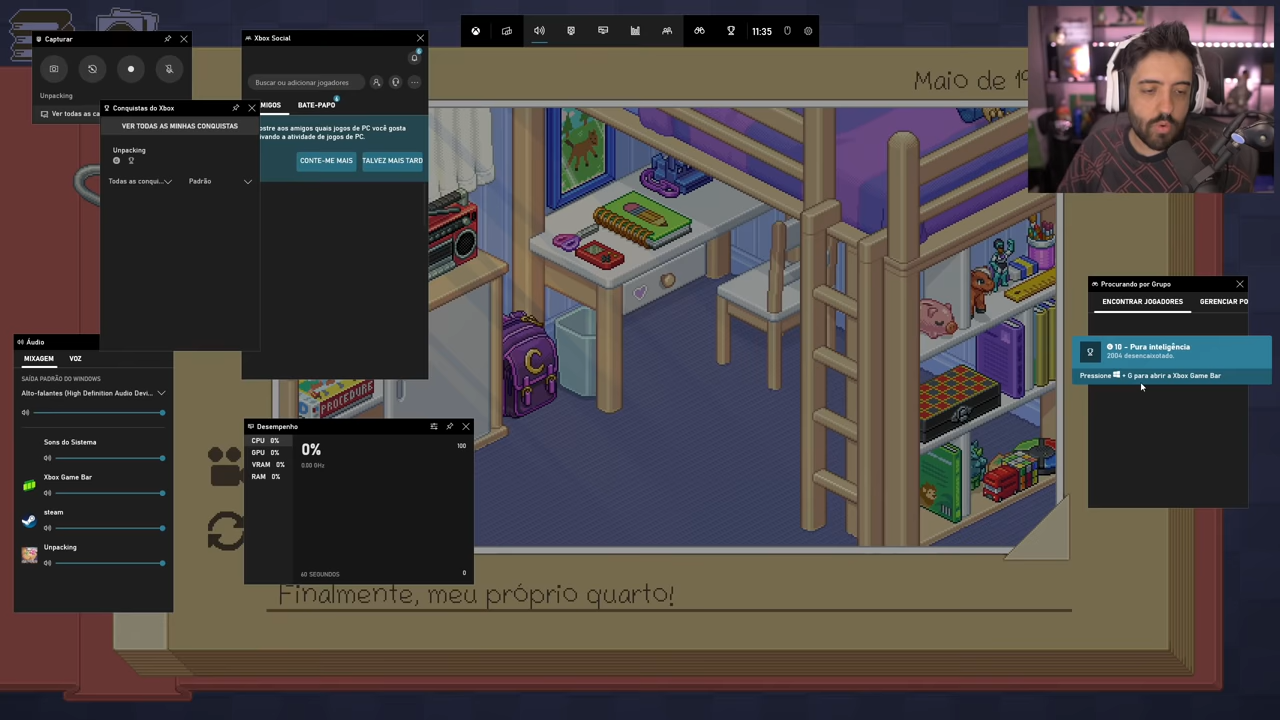 Capturar
Unpacking
Ver todas as ca
Xbox Social
Buscar ou adicionar jogadores
MIGOS
BATE-PAPO
ostre aos amigos quais jogos de PC você gosta
ivando a atividade de jogos de PC.
CONTE-ME MAIS
TALVEZ MAIS TARD
11:35
Maio de 19
Conquistas do Xbox
VER TODAS AS MINHAS CONQUISTAS
Unpacking
Todas as conqui...
Padrão
Procurando por Grupo
ENCONTRAR JOGADORES
GERENCIAR PO
10 - Pura inteligência
2004 desencaixotado.
Pressione + G para abrir a Xbox Game Bar
Áudio
MIXAGEM
VOZ
SAÍDA PADRÃO DO WINDOWS
Alto-falantes (High Definition Audio Devi...
Sons do Sistema
Xbox Game Bar
steam
Unpacking
PROCEDURE
Desempenho
CPU 0%
GPU 0%
VRAM 0%
RAM 0%
0%
0.00 GHz
100
60 SEGUNDOS
0
Finalmente, meu próprio quarto!